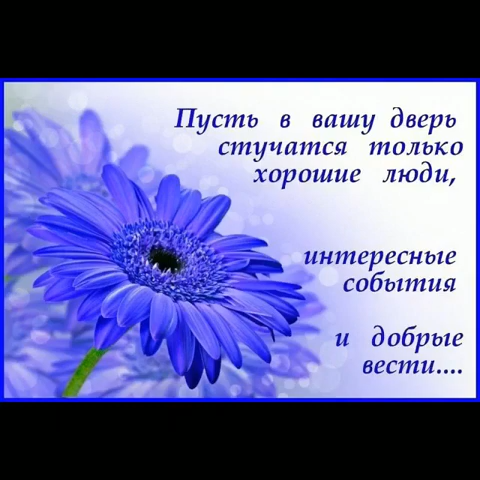 Пусть в вашу дверь
стучатся только
хорошие люди,
интересные
события
и добрые
вести....